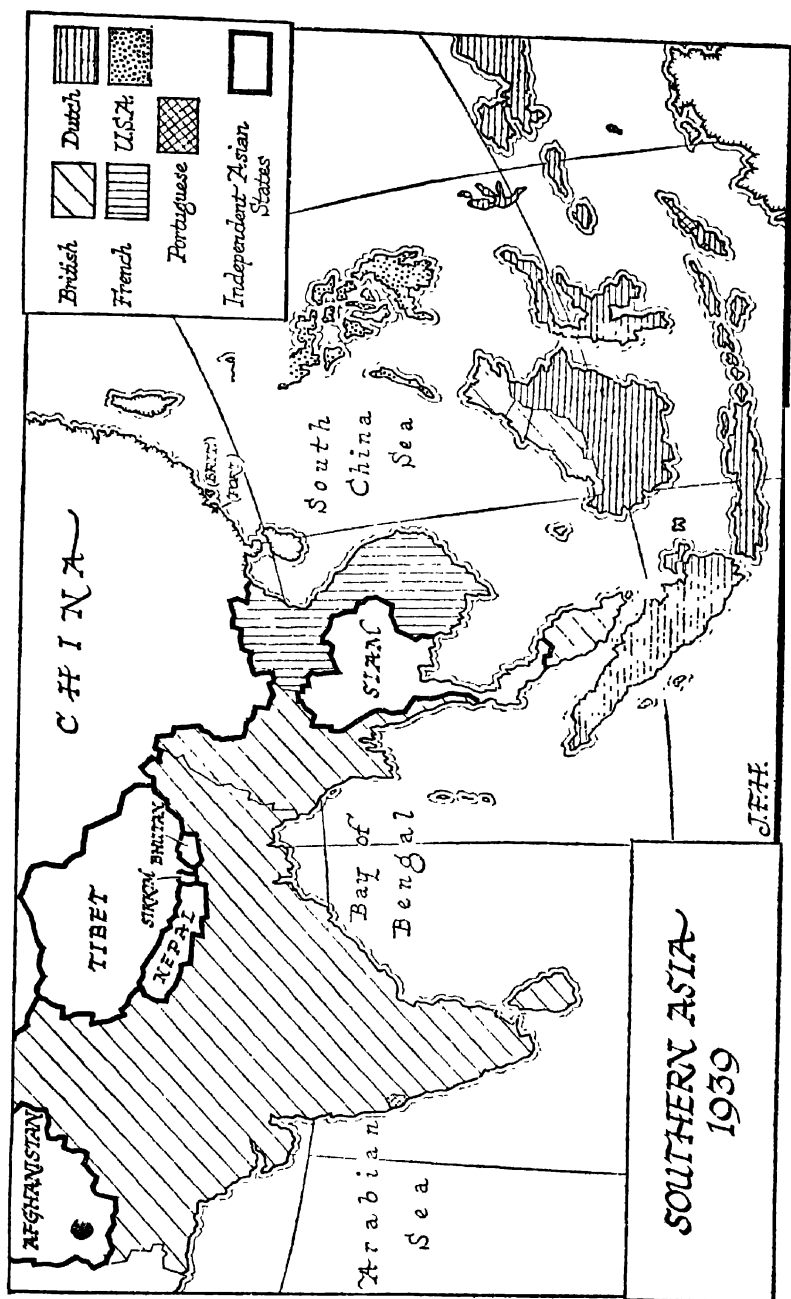 British
Dutch
French
U.S.A.
Portuguese
Independent Asian
States
CHINA
TIBET
AFGHANISTAN
SIKKIM
BHUTAN
NEPAL
SIAM
(BRIT.)
South
China
Sea
Bay of
Bengal
Arabian
Sea
J.F.H.
SOUTHERN ASIA
1939